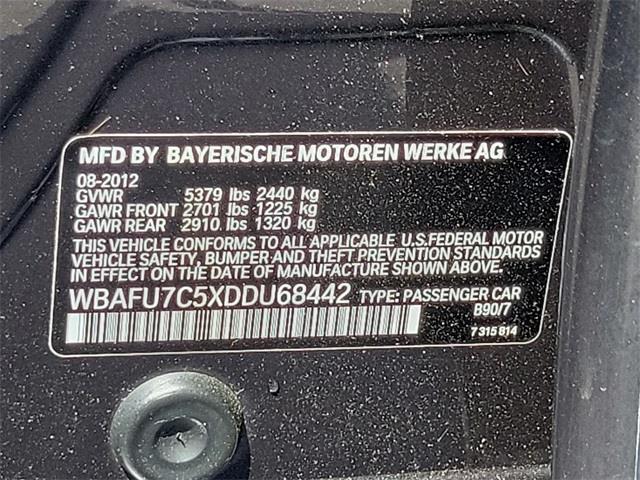 MFD BY BAYERISCHE MOTOREN WERKE AG
08-2012
GVWR 5379 lbs 2440 kg
GAWR FRONT 2701 lbs 1225 kg
GAWR REAR 2910 lbs 1320 kg
THIS VEHICLE CONFORMS TO ALL APPLICABLE U.S.FEDERAL MOTOR
VEHICLE SAFETY, BUMPER AND THEFT PREVENTION STANDARDS
IN EFFECT ON THE DATE OF MANUFACTURE SHOWN ABOVE.
WBAFU7C5XDDU68442 TYPE: PASSENGER CAR
B90/7
7 315 814